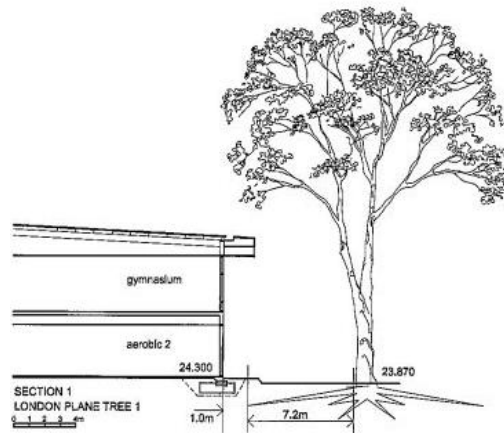 gymnasium
aerobic 2
24.300
23.870
SECTION 1
LONDON PLANE TREE 1
0 1 2 3 4m
1.0m
7.2m